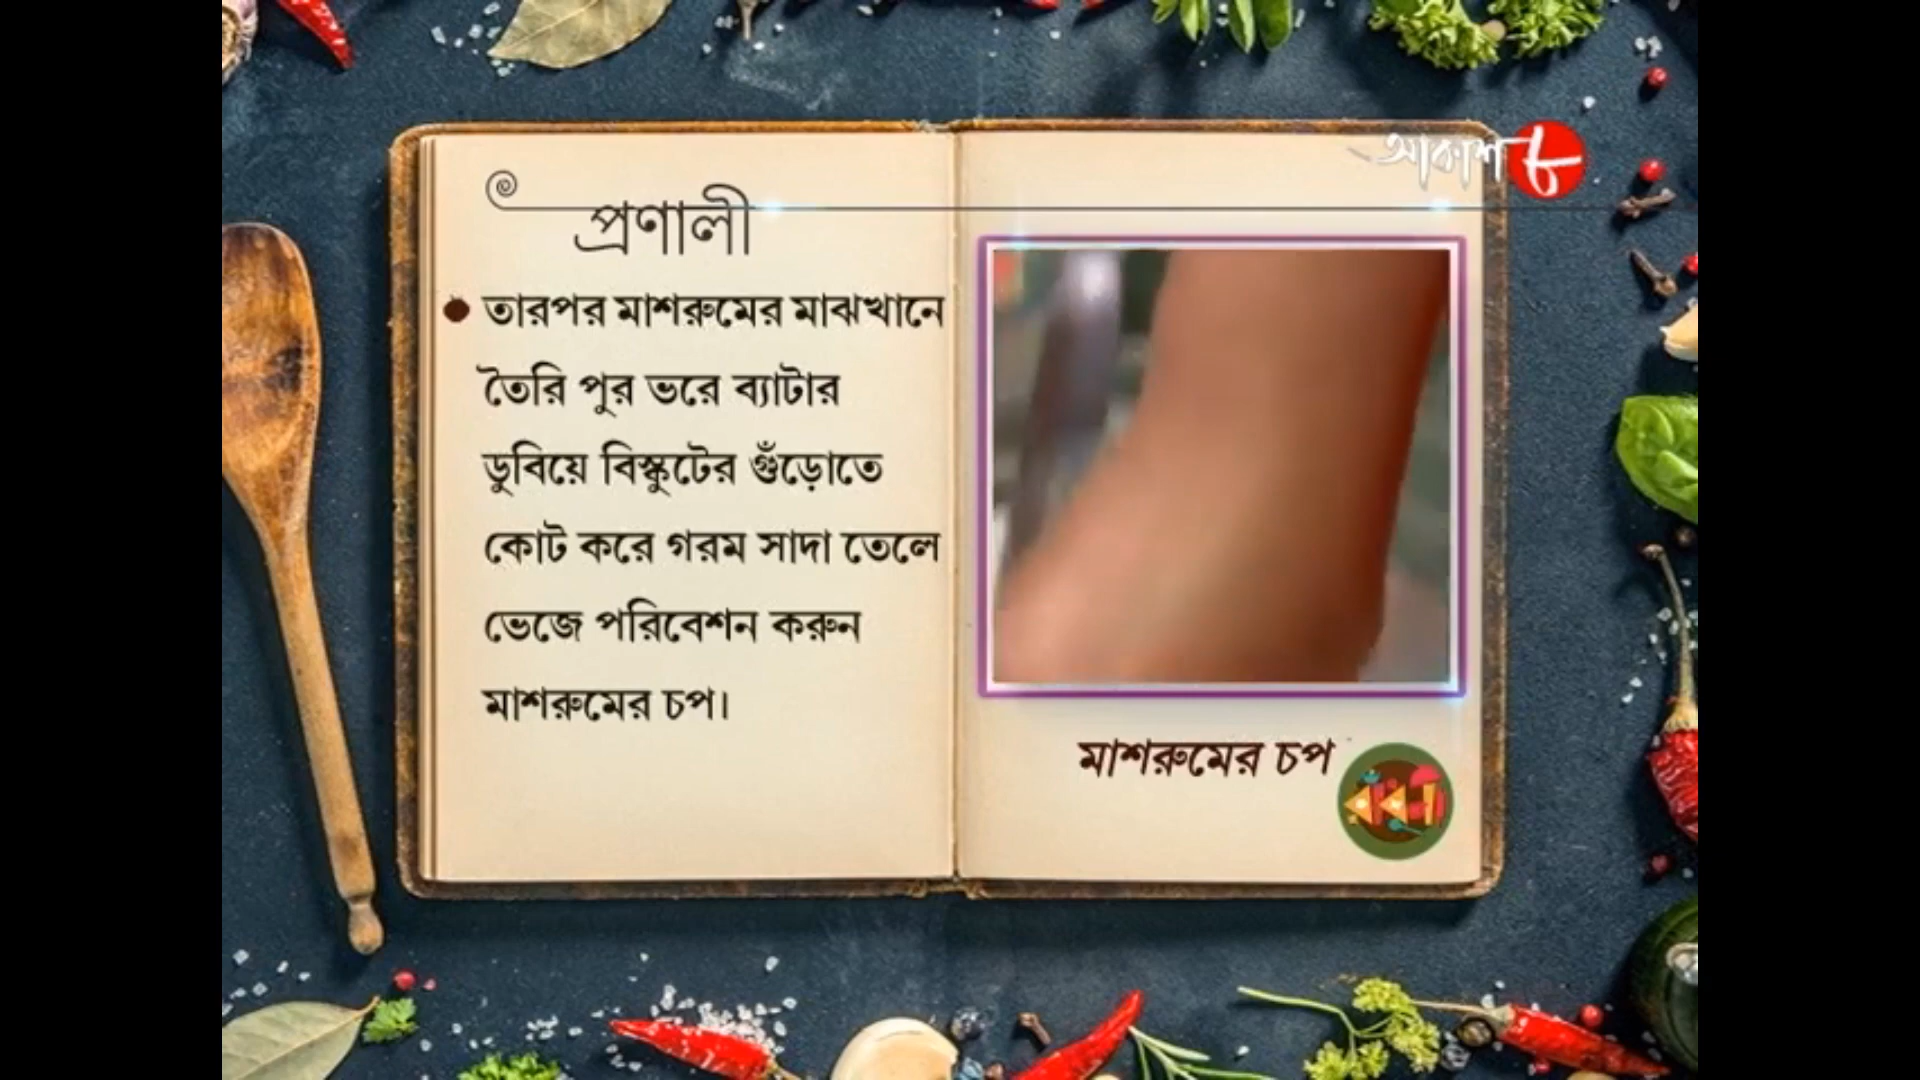 আকাশ ৮
প্রণালী
তারপর মাশরুমের মাঝখানে
তৈরি পুর ভরে ব্যাটার
ডুবিয়ে বিস্কুটের গুঁড়োতে
কোট করে গরম সাদা তেলে
ভেজে পরিবেশন করুন
মাশরুমের চপ।
মাশরুমের চপ